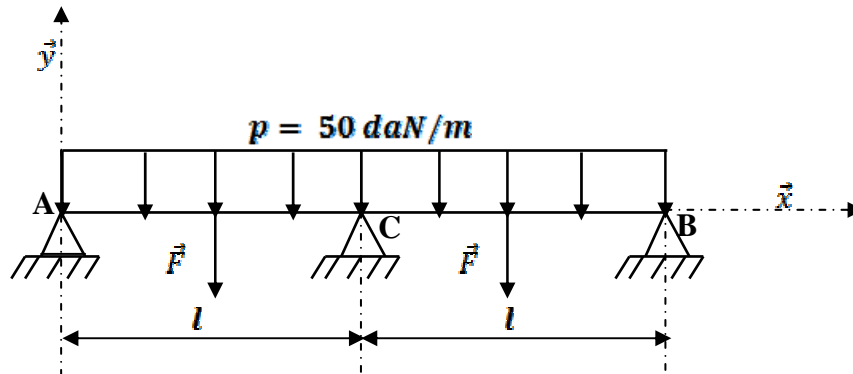 y⃗
p = 50 daN/m
A
C
B
x⃗
F⃗
F⃗
l
l